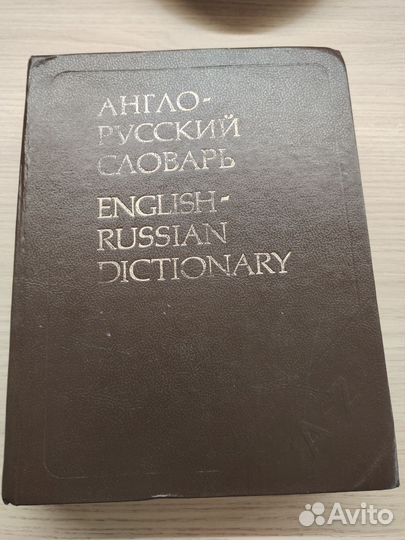 АНГЛО-
РУССКИЙ
СЛОВАРЬ
ENGLISH-
RUSSIAN
DICTIONARY
A-Z
Avito